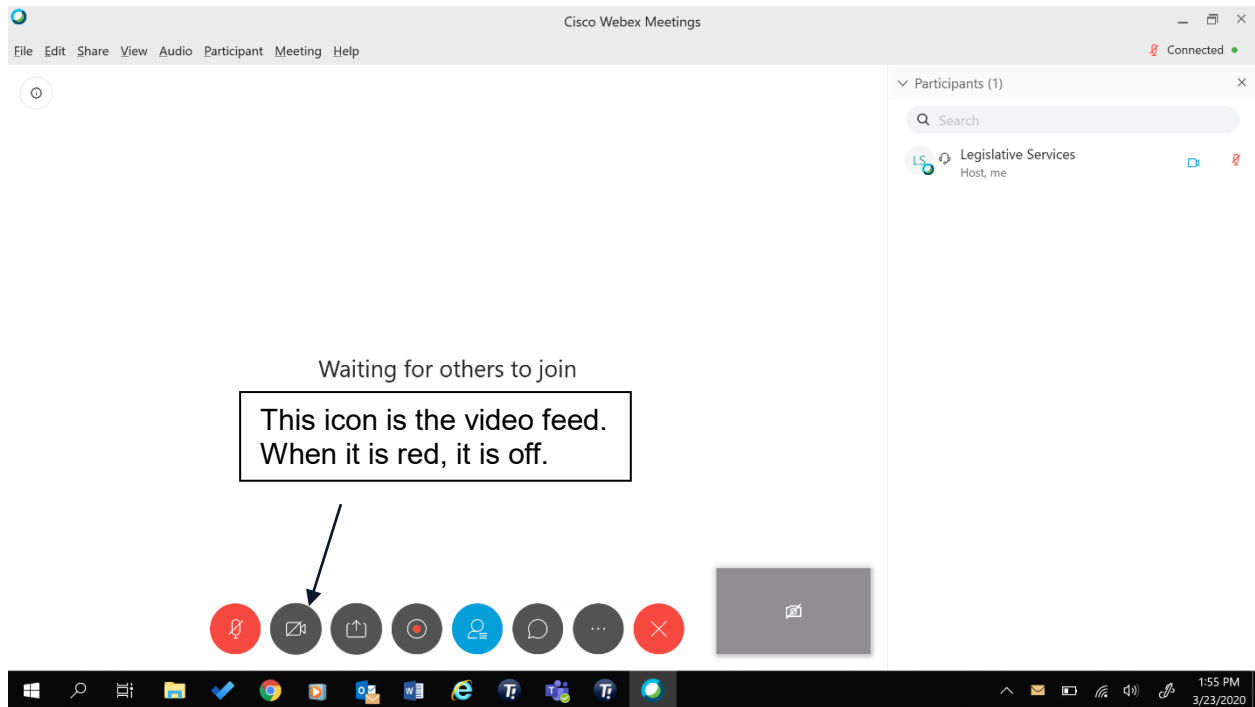 Cisco Webex Meetings
File Edit Share View Audio Participant Meeting Help
Connected
Participants (1)
Search
LS
Legislative Services
Host, me
Waiting for others to join
This icon is the video feed.
When it is red, it is off.
1:55 PM
3/23/2020